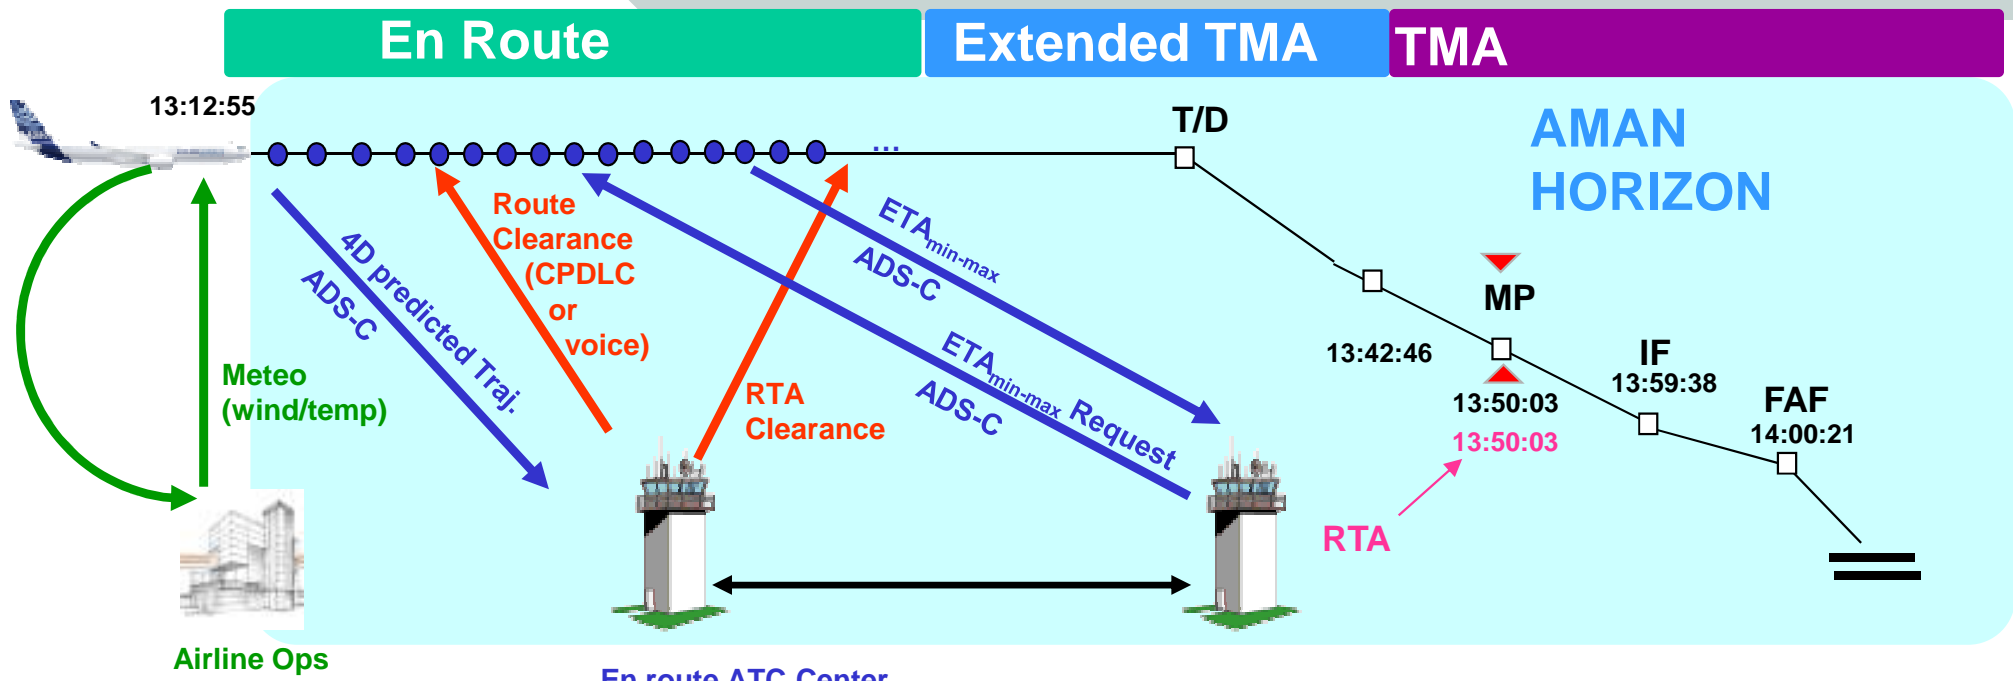 En Route
Extended TMA
TMA
13:12:55
T/D
AMAN
HORIZON
...
Route
Clearance
(CPDLC
or
voice)
4D predicted Traj.
ADS-C
ETAmin-max
ADS-C
ETAmin-max Request
ADS-C
MP
13:42:46
IF
13:59:38
Meteo
(wind/temp)
RTA
Clearance
13:50:03
13:50:03
FAF
14:00:21
RTA
Airline Ops
En route ATC Center